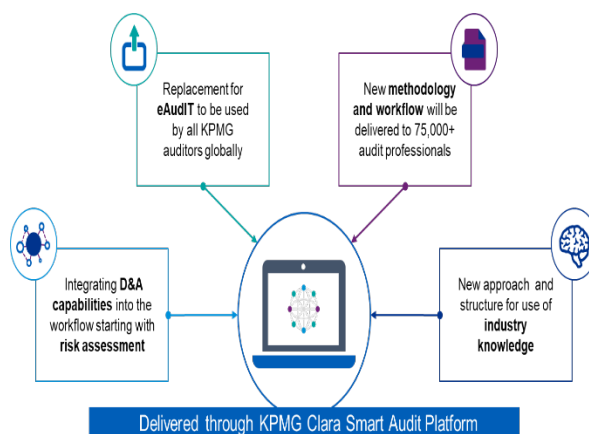 Replacement for
eAudIT to be used
by all KPMG
auditors globally
New methodology
and workflow will be
delivered to 75,000+
audit professionals
Integrating D&A
capabilities into the
workflow starting with
risk assessment
New approach and
structure for use of
industry
knowledge
Delivered through KPMG Clara Smart Audit Platform